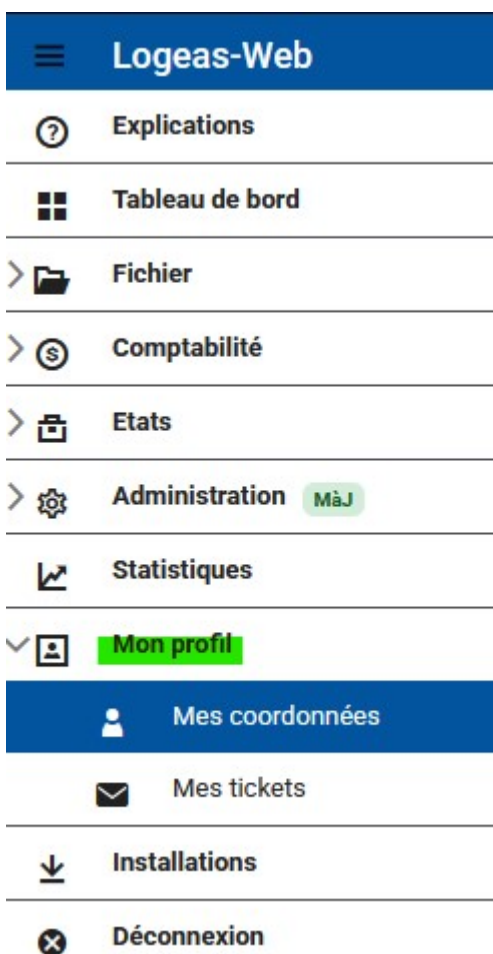 Logeas-Web
Explications
Tableau de bord
Fichier
Comptabilité
Etats
Administration MàJ
Statistiques
Mon profil
Mes coordonnées
Mes tickets
Installations
Déconnexion